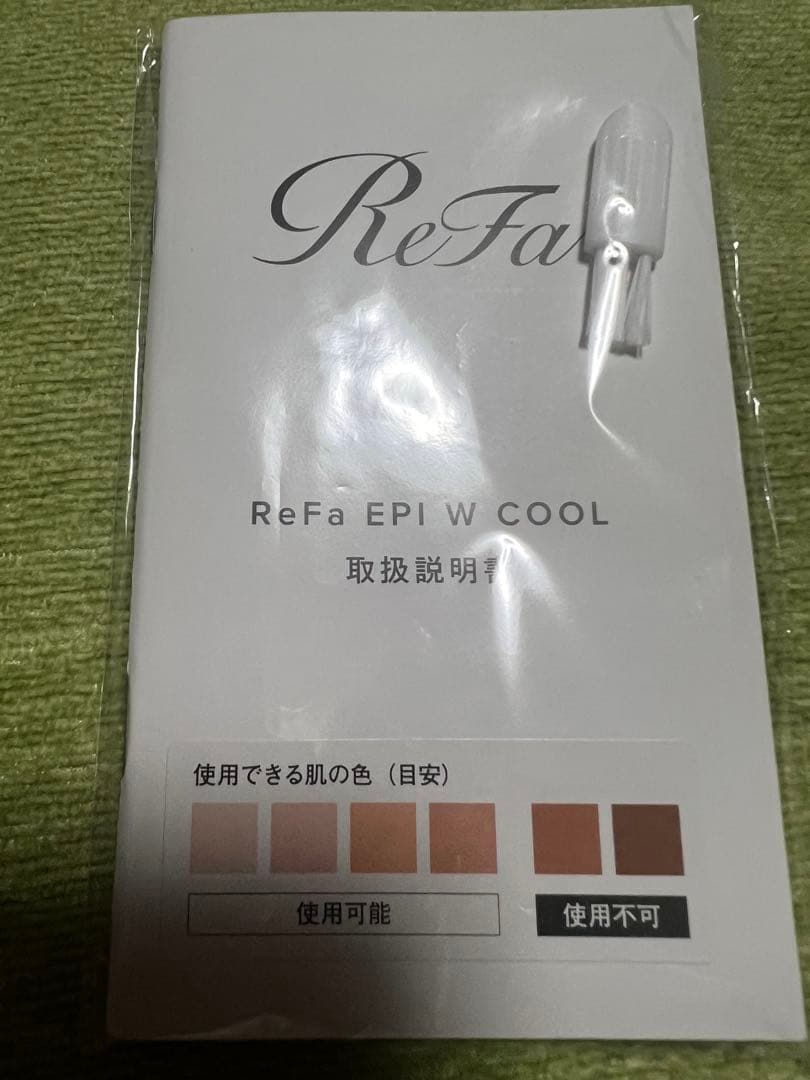 ReFa
ReFa EPI W COOL
取扱説明書
使用できる肌の色（目安）
使用可能
使用不可